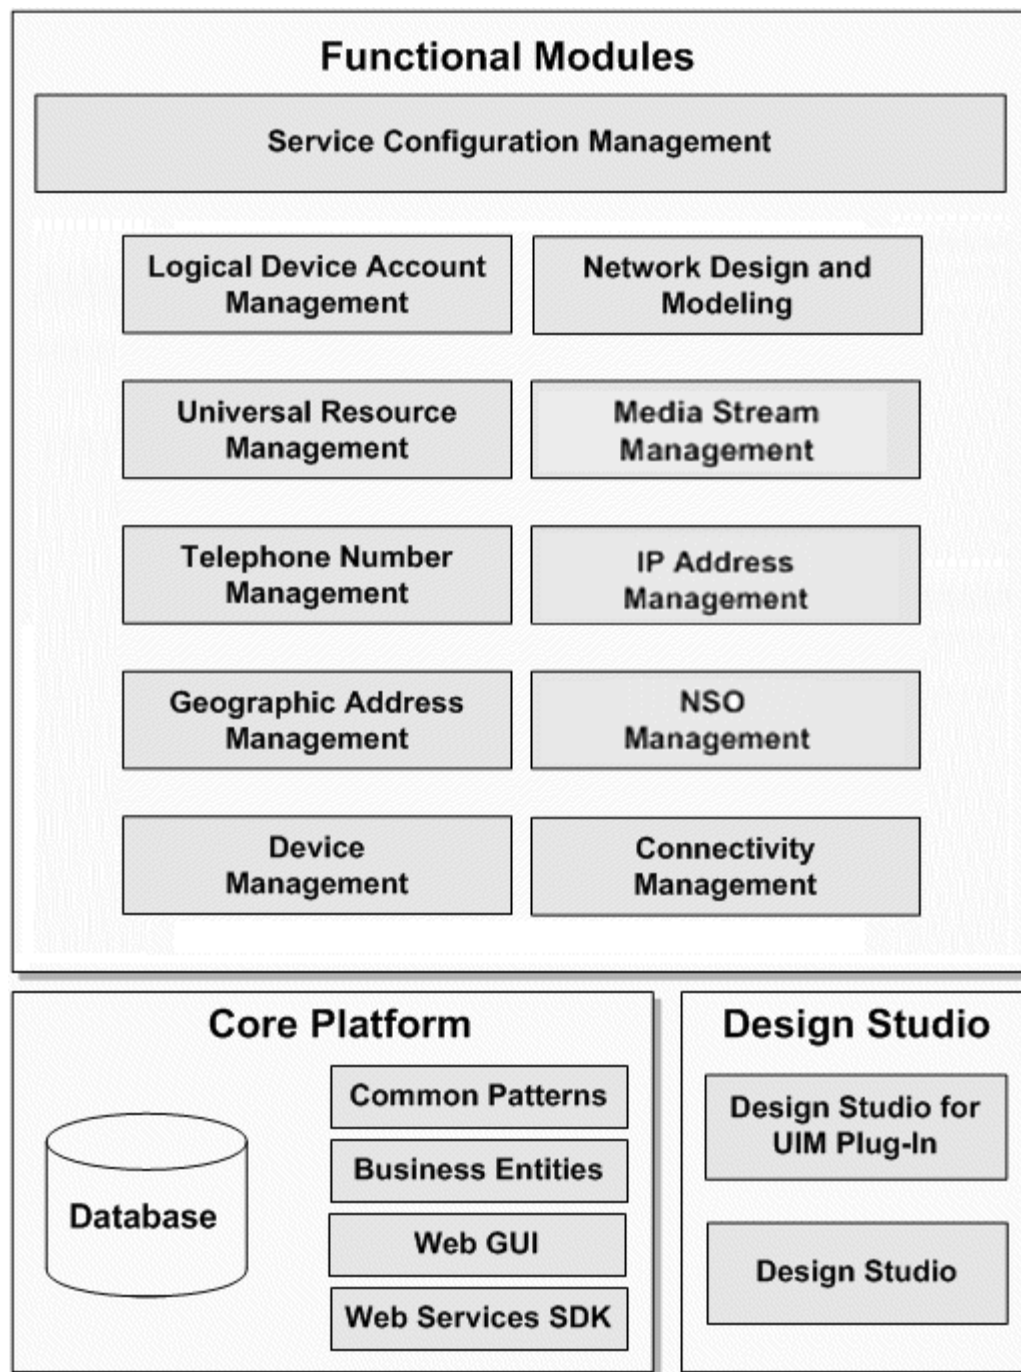 Functional Modules
Service Configuration Management
Logical Device Account
Management
Network Design and
Modeling
Universal Resource
Management
Media Stream
Management
Telephone Number
Management
IP Address
Management
Geographic Address
Management
NSO
Management
Device
Management
Connectivity
Management
Core Platform
Database
Common Patterns
Business Entities
Web GUI
Web Services SDK
Design Studio
Design Studio for
UIM Plug-In
Design Studio